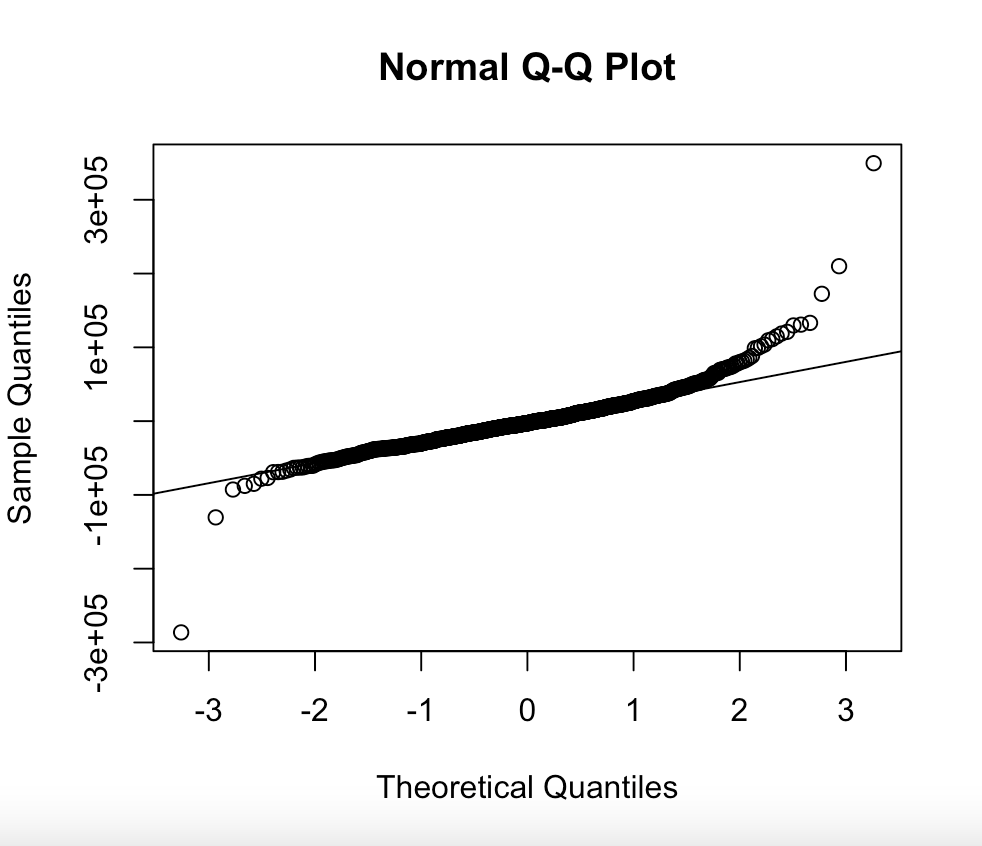 Normal Q-Q Plot
3e+05
1e+05
-1e+05
-3e+05
Sample Quantiles
-3 -2 -1 0 1 2 3
Theoretical Quantiles